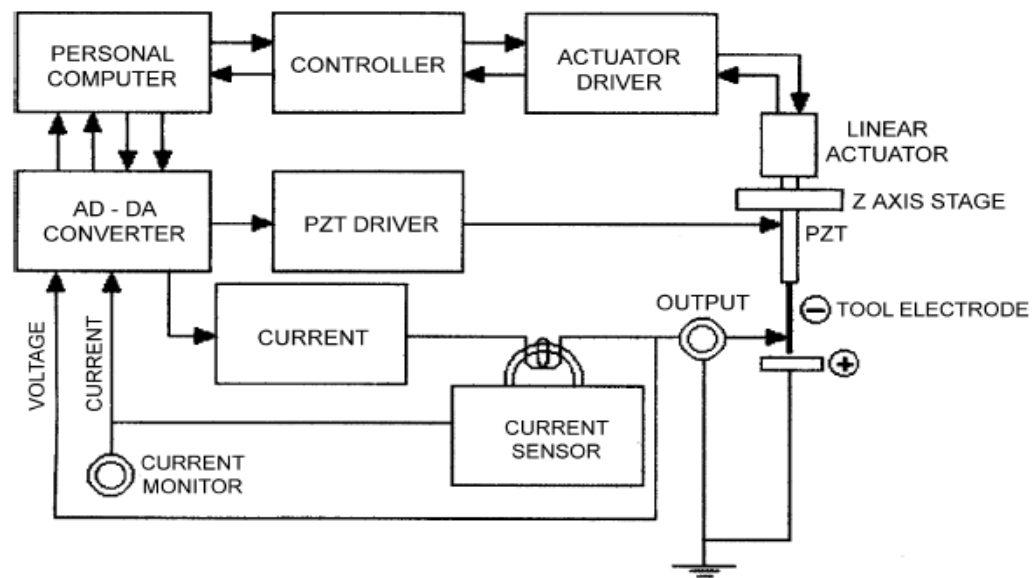 PERSONAL
COMPUTER
CONTROLLER
ACTUATOR
DRIVER
LINEAR
ACTUATOR
Z AXIS STAGE
PZT
AD - DA
CONVERTER
PZT DRIVER
OUTPUT
TOOL ELECTRODE
CURRENT
VOLTAGE
CURRENT
CURRENT
SENSOR
CURRENT
MONITOR